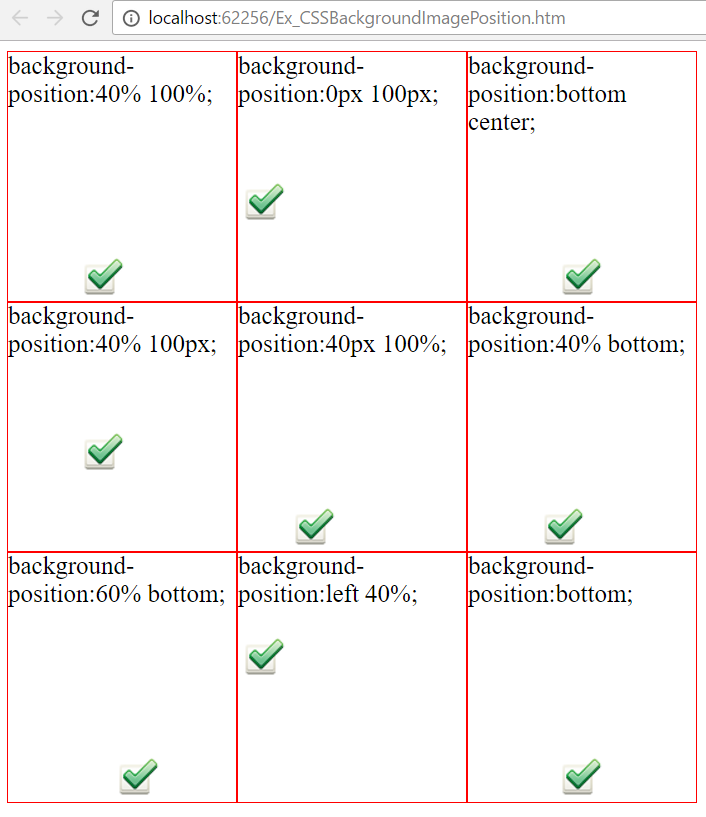 localhost:62256/Ex_CSSBackgroundImagePosition.htm
background-
position:40% 100%;
background-
position:0px 100px;
background-
position:bottom
center;
background-
position:40% 100px;
background-
position:40px 100%;
background-
position:40% bottom;
background-
position:60% bottom;
background-
position:left 40%;
background-
position:bottom;